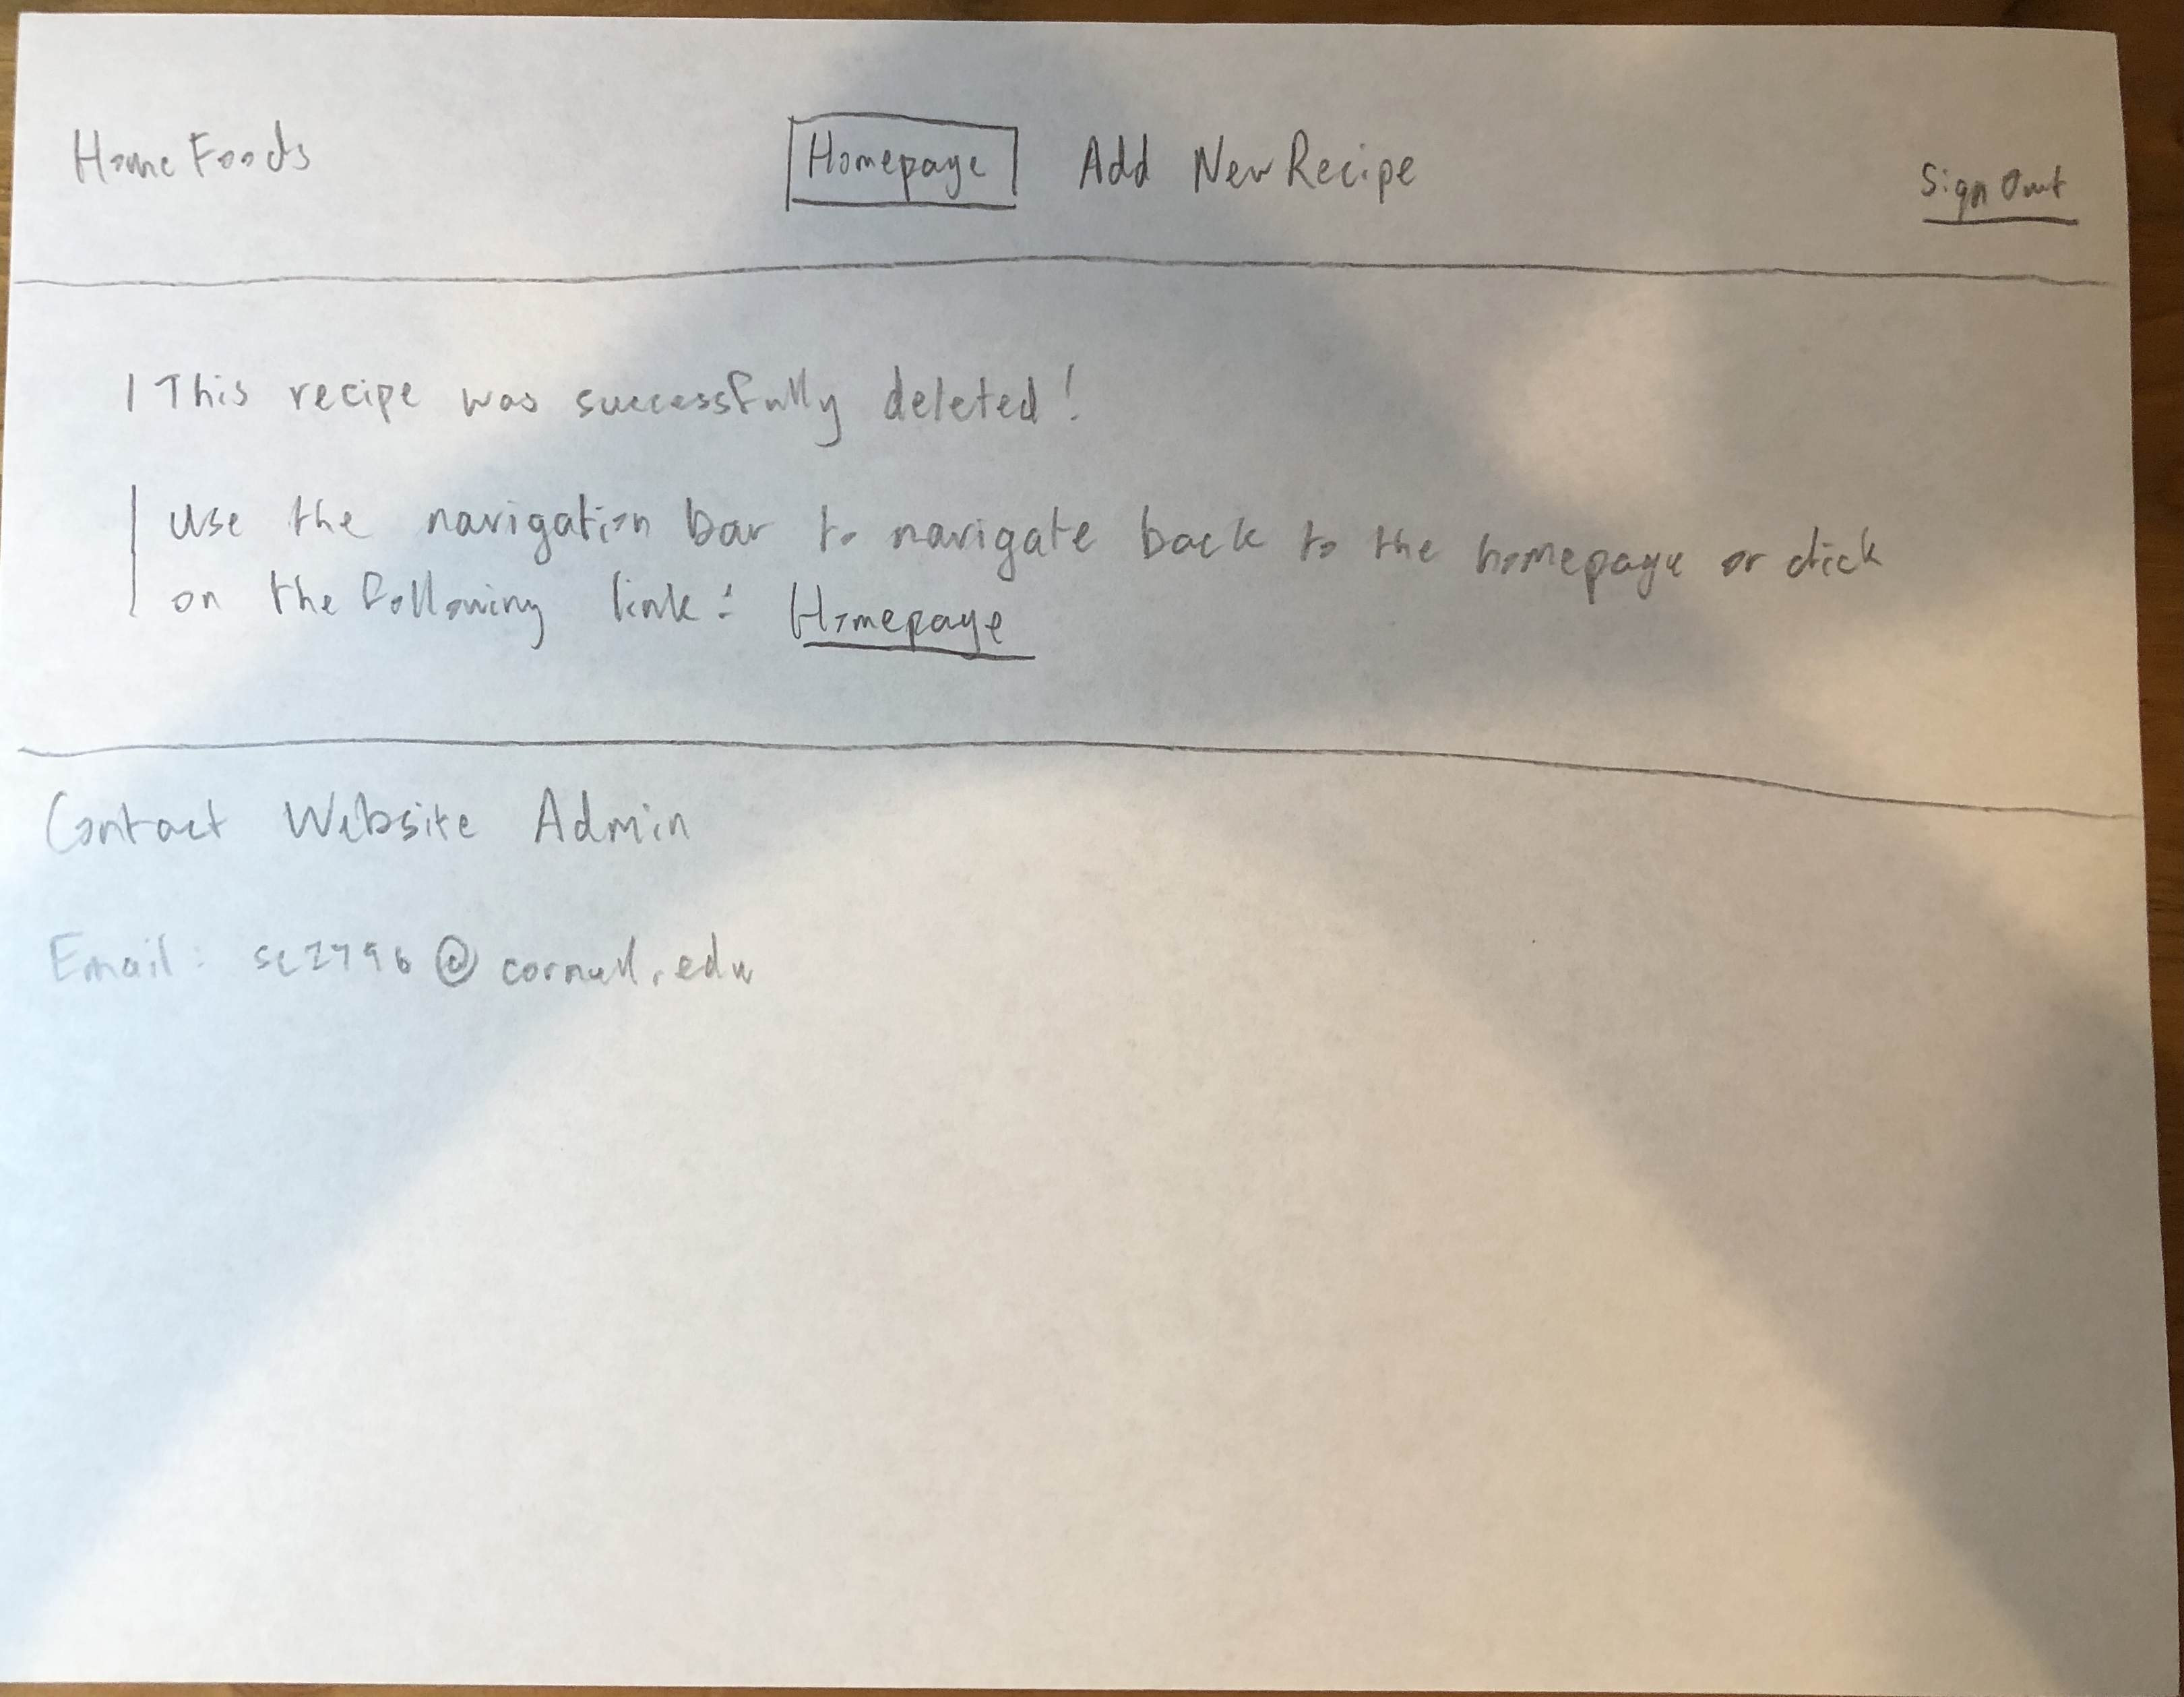 Home Foods Homepage Add New Recipe Sign Out
This recipe was successfully deleted!
Use the navigation bar to navigate back to the homepage or click
on the following link: Homepage
Contact Website Admin
Email: @cornell.edu